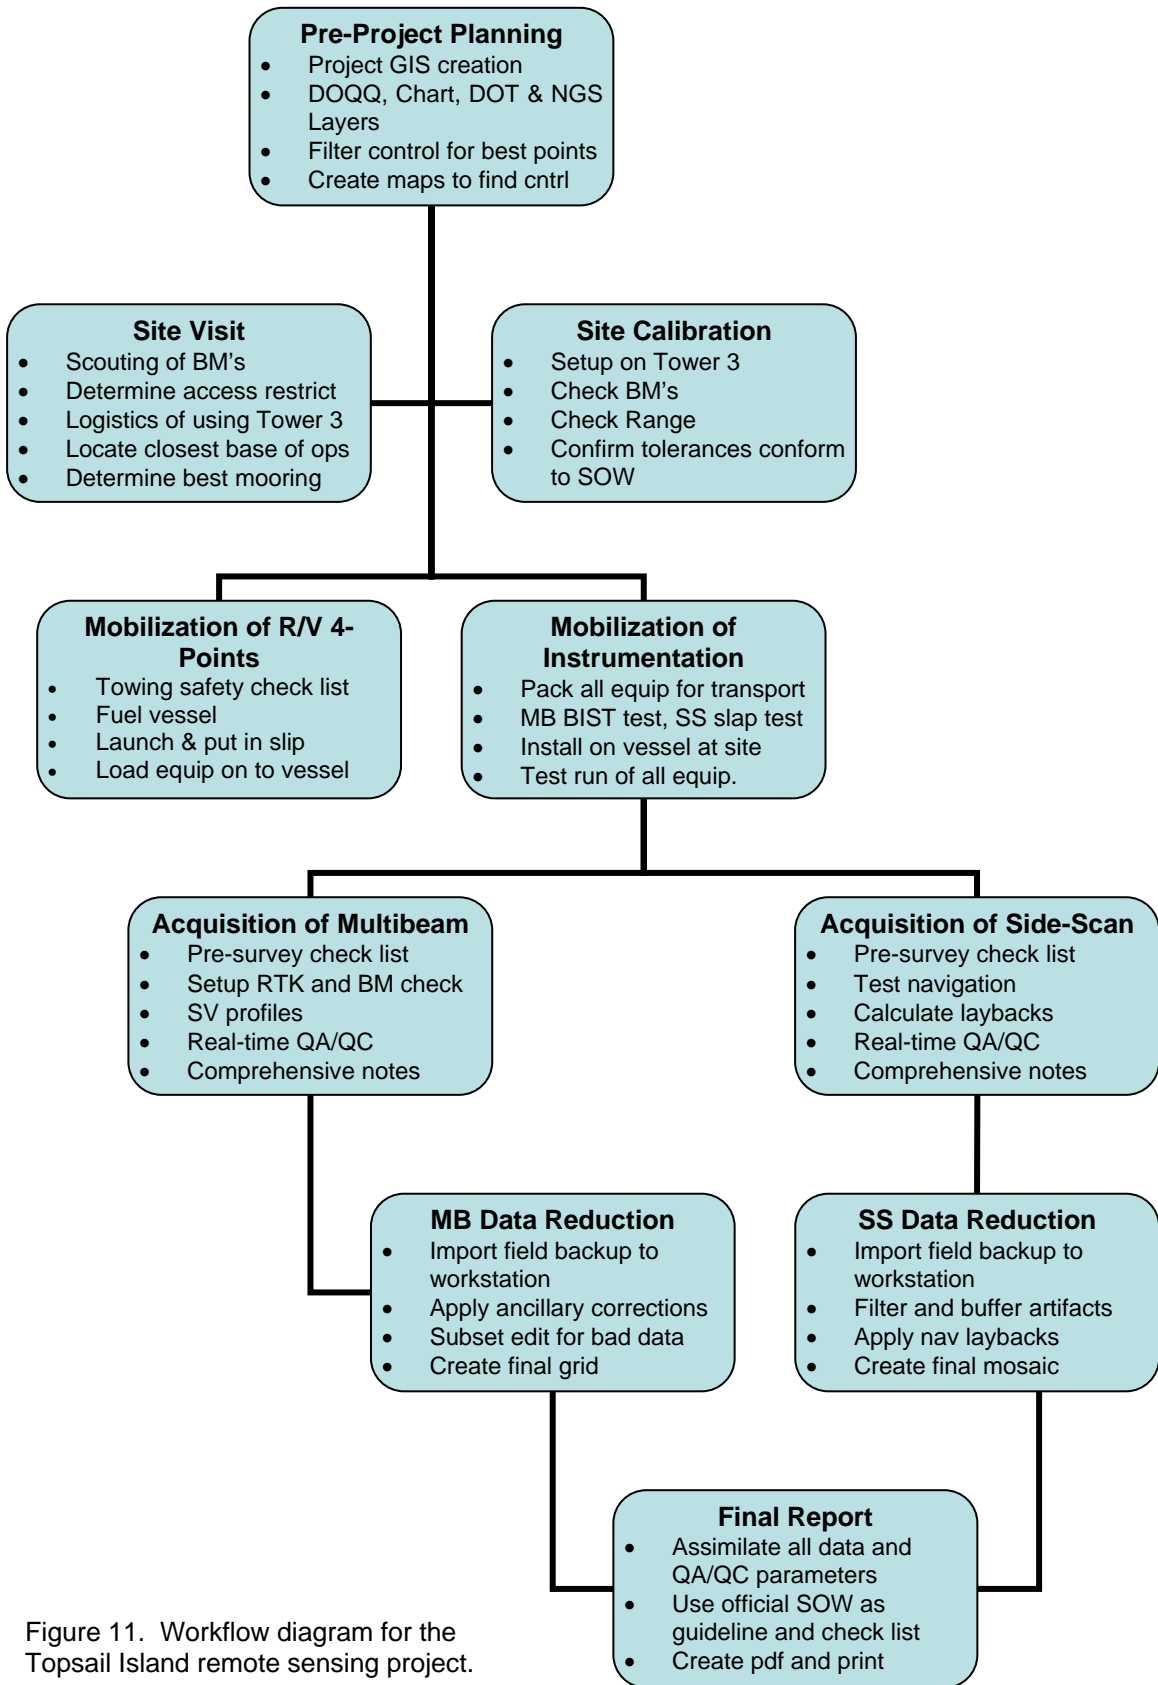 Pre-Project Planning
• Project GIS creation
• DOQQ, Chart, DOT & NGS
Layers
• Filter control for best points
• Create maps to find cntrl
Site Visit
• Scouting of BM's
• Determine access restrict
• Logistics of using Tower 3
• Locate closest base of ops
• Determine best mooring
Site Calibration
• Setup on Tower 3
• Check BM's
• Check Range
• Confirm tolerances conform
to SOW
Mobilization of R/V 4-
Points
• Towing safety check list
• Fuel vessel
• Launch & put in slip
• Load equip on to vessel
Mobilization of
Instrumentation
• Pack all equip for transport
• MB BIST test, SS slap test
• Install on vessel at site
• Test run of all equip.
Acquisition of Multibeam
• Pre-survey check list
• Setup RTK and BM check
• SV profiles
• Real-time QA/QC
• Comprehensive notes
Acquisition of Side-Scan
• Pre-survey check list
• Test navigation
• Calculate laybacks
• Real-time QA/QC
• Comprehensive notes
MB Data Reduction
• Import field backup to
workstation
• Apply ancillary corrections
• Subset edit for bad data
• Create final grid
SS Data Reduction
• Import field backup to
workstation
• Filter and buffer artifacts
• Apply nav laybacks
• Create final mosaic
Final Report
• Assimilate all data and
QA/QC parameters
• Use official SOW as
guideline and check list
• Create pdf and print
Figure 11. Workflow diagram for the
Topsail Island remote sensing project.